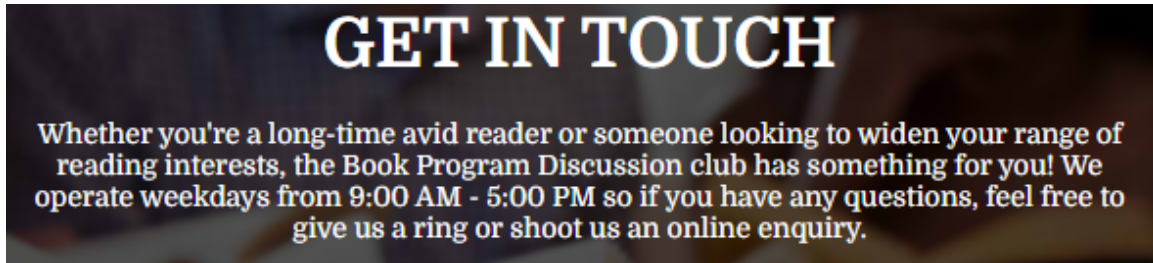 GET IN TOUCH
Whether you're a long-time avid reader or someone looking to widen your range of
reading interests, the Book Program Discussion club has something for you! We
operate weekdays from 9:00 AM - 5:00 PM so if you have any questions, feel free to
give us a ring or shoot us an online enquiry.